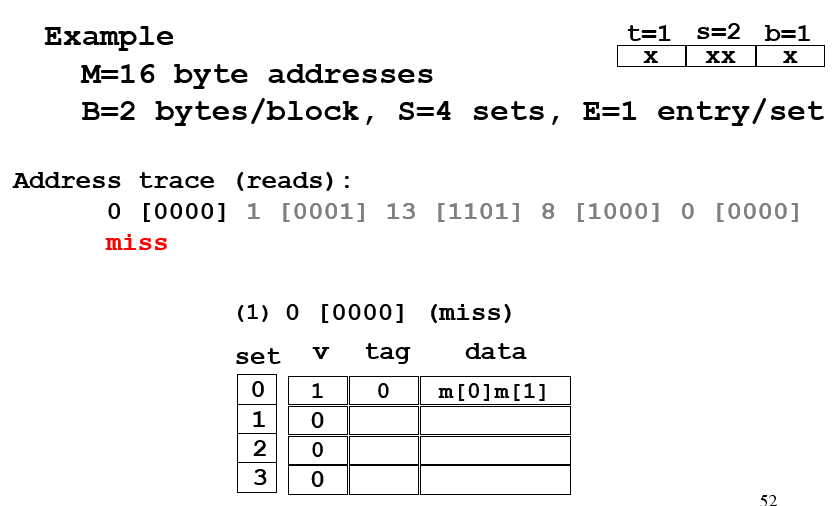 Example
t=1 s=2 b=1
x xx x
M=16 byte addresses
B=2 bytes/block, S=4 sets, E=1 entry/set
Address trace (reads):
0 [0000] 1 [0001] 13 [1101] 8 [1000] 0 [0000]
miss
(1) 0 [0000] (miss)
set v tag data
0 1 0 m[0]m[1]
1 0
2 0
3 0
52